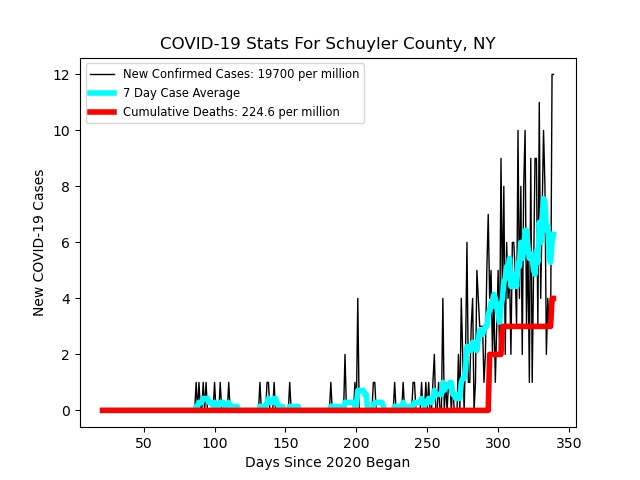 COVID-19 Stats For Schuyler County, NY
New Confirmed Cases: 19700 per million
7 Day Case Average
Cumulative Deaths: 224.6 per million
New COVID-19 Cases
12
10
8
6
4
2
0
50 100 150 200 250 300 350
Days Since 2020 Began